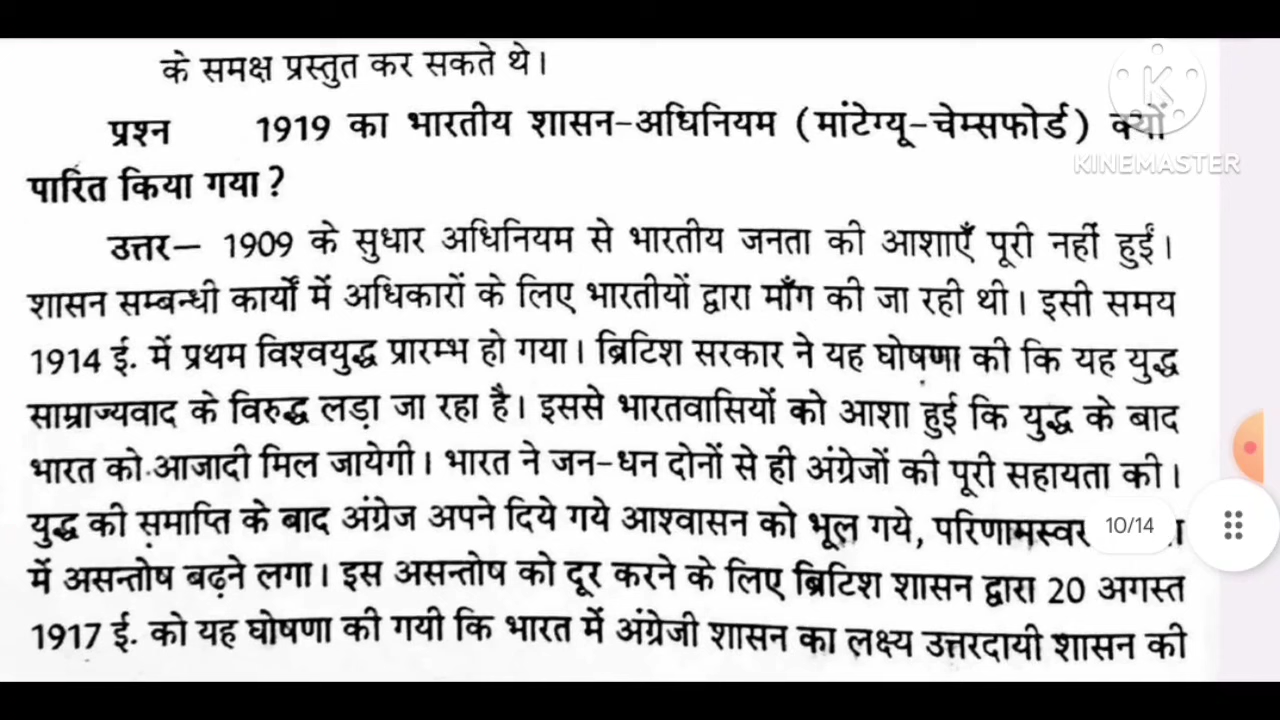 के समक्ष प्रस्तुत कर सकते थे।
प्रश्न 1919 का भारतीय शासन-अधिनियम (मांटेग्यू-चेम्सफोर्ड) क्यों
KINEMASTER
पारित किया गया?
उत्तर— 1909 के सुधार अधिनियम से भारतीय जनता की आशाएँ पूरी नहीं हुईं।
शासन सम्बन्धी कार्यों में अधिकारों के लिए भारतीयों द्वारा माँग की जा रही थी। इसी समय
1914 ई. में प्रथम विश्वयुद्ध प्रारम्भ हो गया। ब्रिटिश सरकार ने यह घोषणा की कि यह युद्ध
साम्राज्यवाद के विरुद्ध लड़ा जा रहा है। इससे भारतवासियों को आशा हुई कि युद्ध के बाद
भारत को आजादी मिल जायेगी। भारत ने जन-धन दोनों से ही अंग्रेजों की पूरी सहायता की।
युद्ध की समाप्ति के बाद अंग्रेज अपने दिये गये आश्वासन को भूल गये,
10/14
में असन्तोष बढ़ने लगा। इस असन्तोष को दूर करने के लिए ब्रिटिश शासन द्वारा 20 अगस्त
1917 ई. को यह घोषणा की गयी कि भारत में अंग्रेजी शासन का लक्ष्य उत्तरदायी शासन की